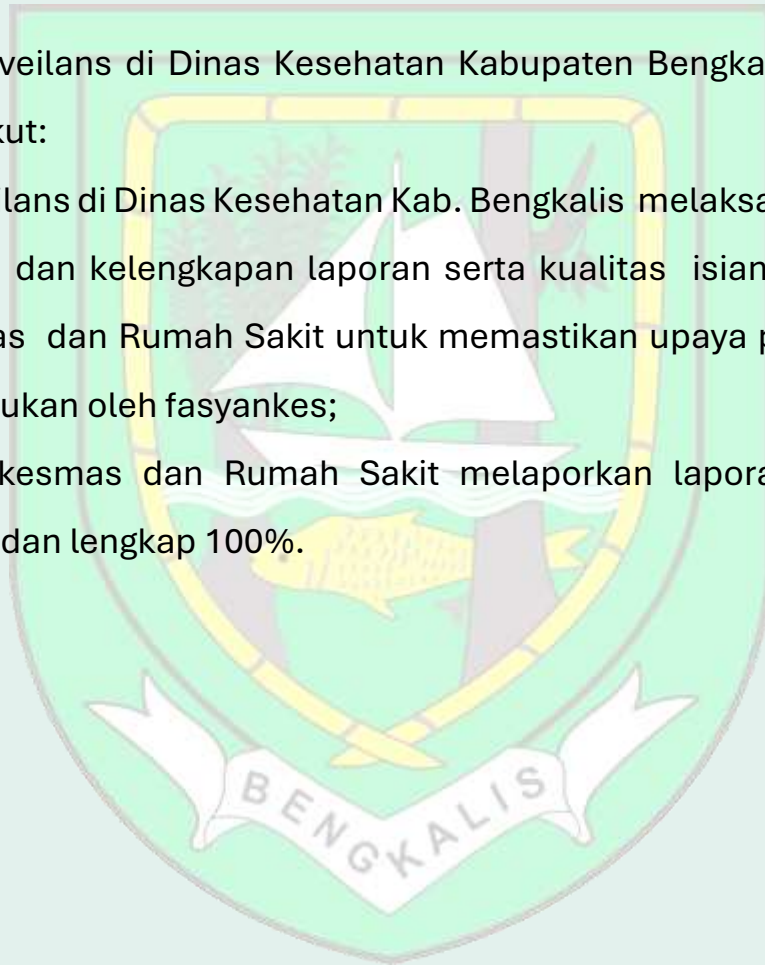 veilans di Dinas Kesehatan Kabupaten Bengka
kut:
ilans di Dinas Kesehatan Kab. Bengkalis melaksa
dan kelengkapan laporan serta kualitas isian
as dan Rumah Sakit untuk memastikan upaya p
ukan oleh fasyankes;
kesmas dan Rumah Sakit melaporkan lapora
dan lengkap 100%.
BENGKALIS